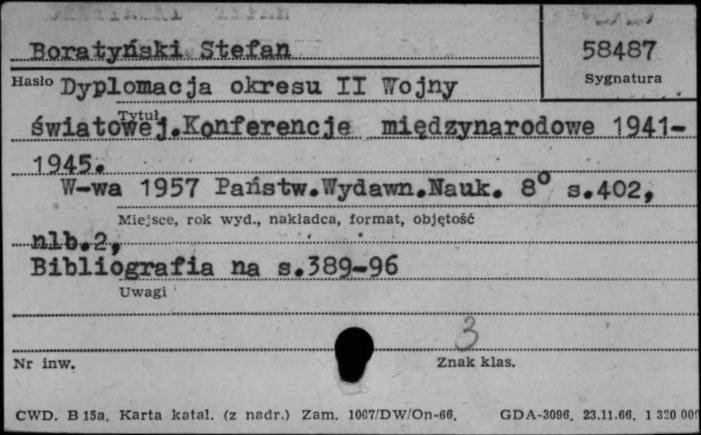 Boratyński Stefan
58487
Hasło
Sygnatura
Dyplomacja okresu II Wojny
Tytuł
światowej.Konferencje międzynarodowe 1941-
1945.
W-wa 1957 Państw.Wydawn.Nauk. 8° s.402,
Miejsce, rok wyd., nakładca, format, objętość
nlb.2,
Bibliografia na s.389-96
Uwagi
3
Nr inw.
Znak klas.
CWD. B 15a, Karta katal. (z nadr.) Zam. 1007/DW/On-66. GDA-3096, 23.11.66. 1 320 000